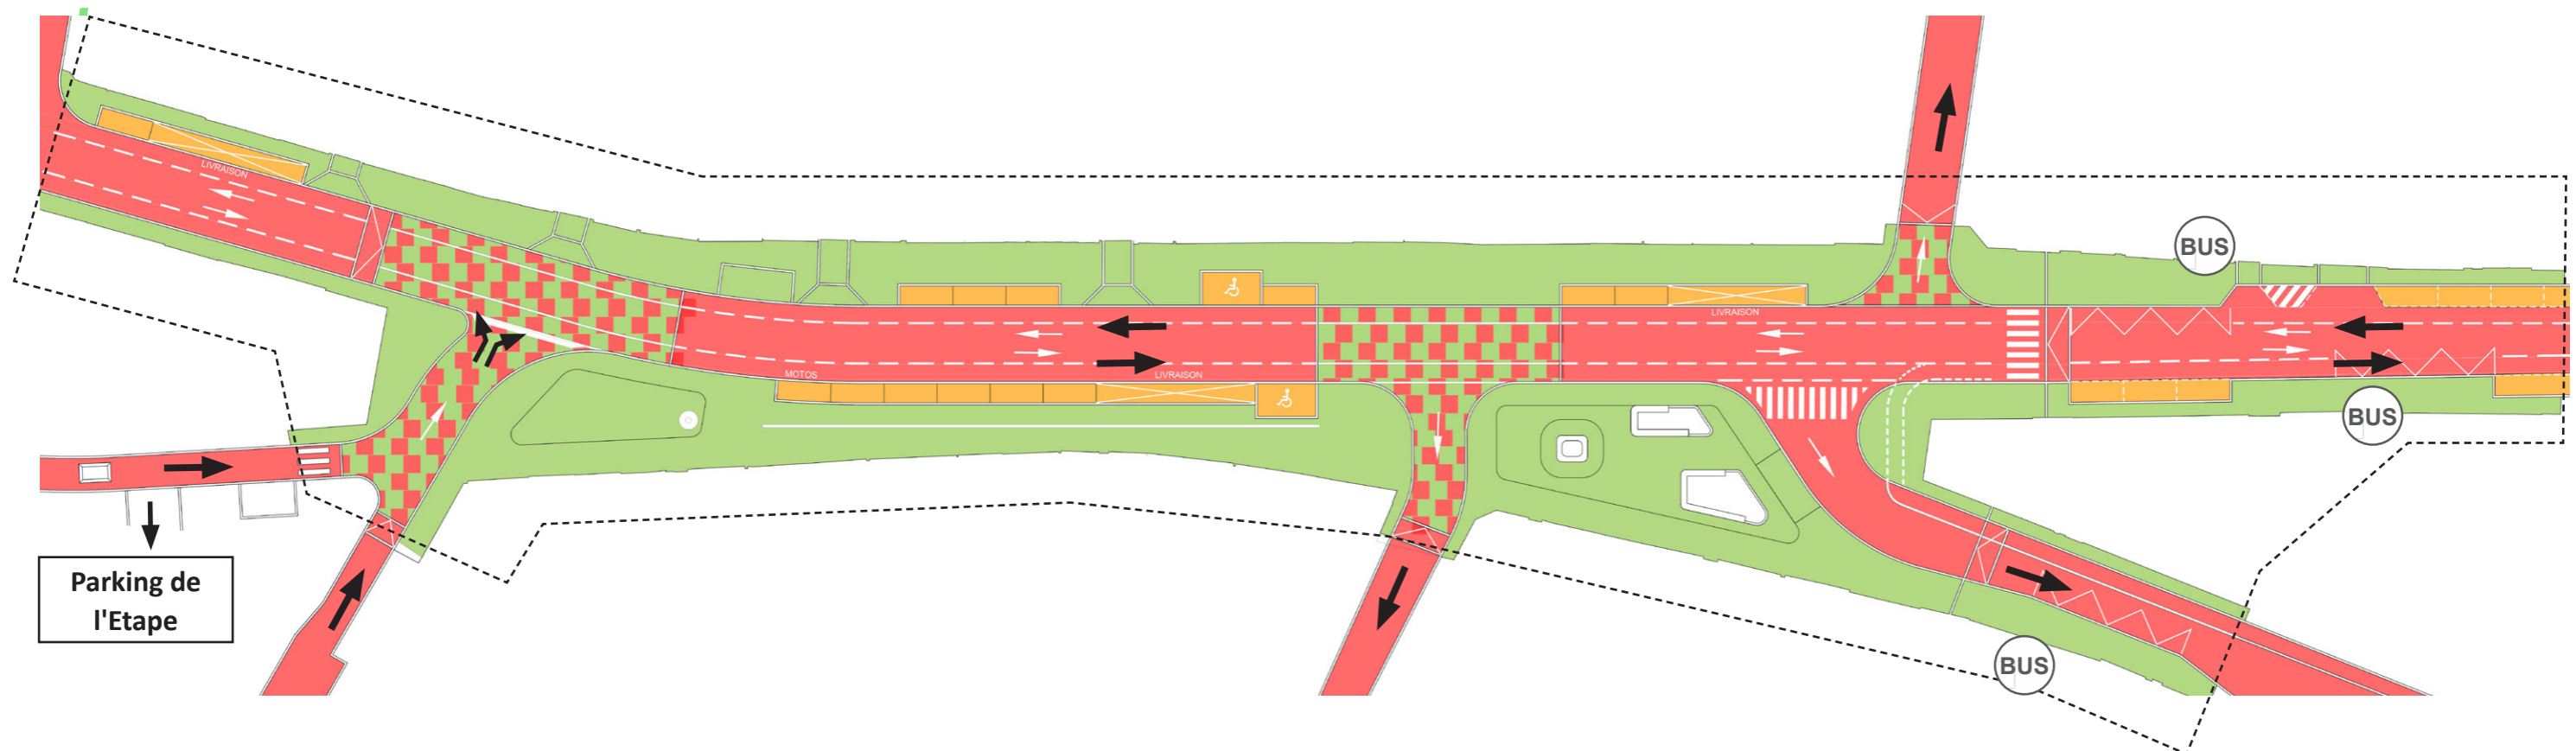 LIVRAISON
BUS
LIVRAISON
MOTOS
LIVRAISON
BUS
Parking de
l'Etape
BUS